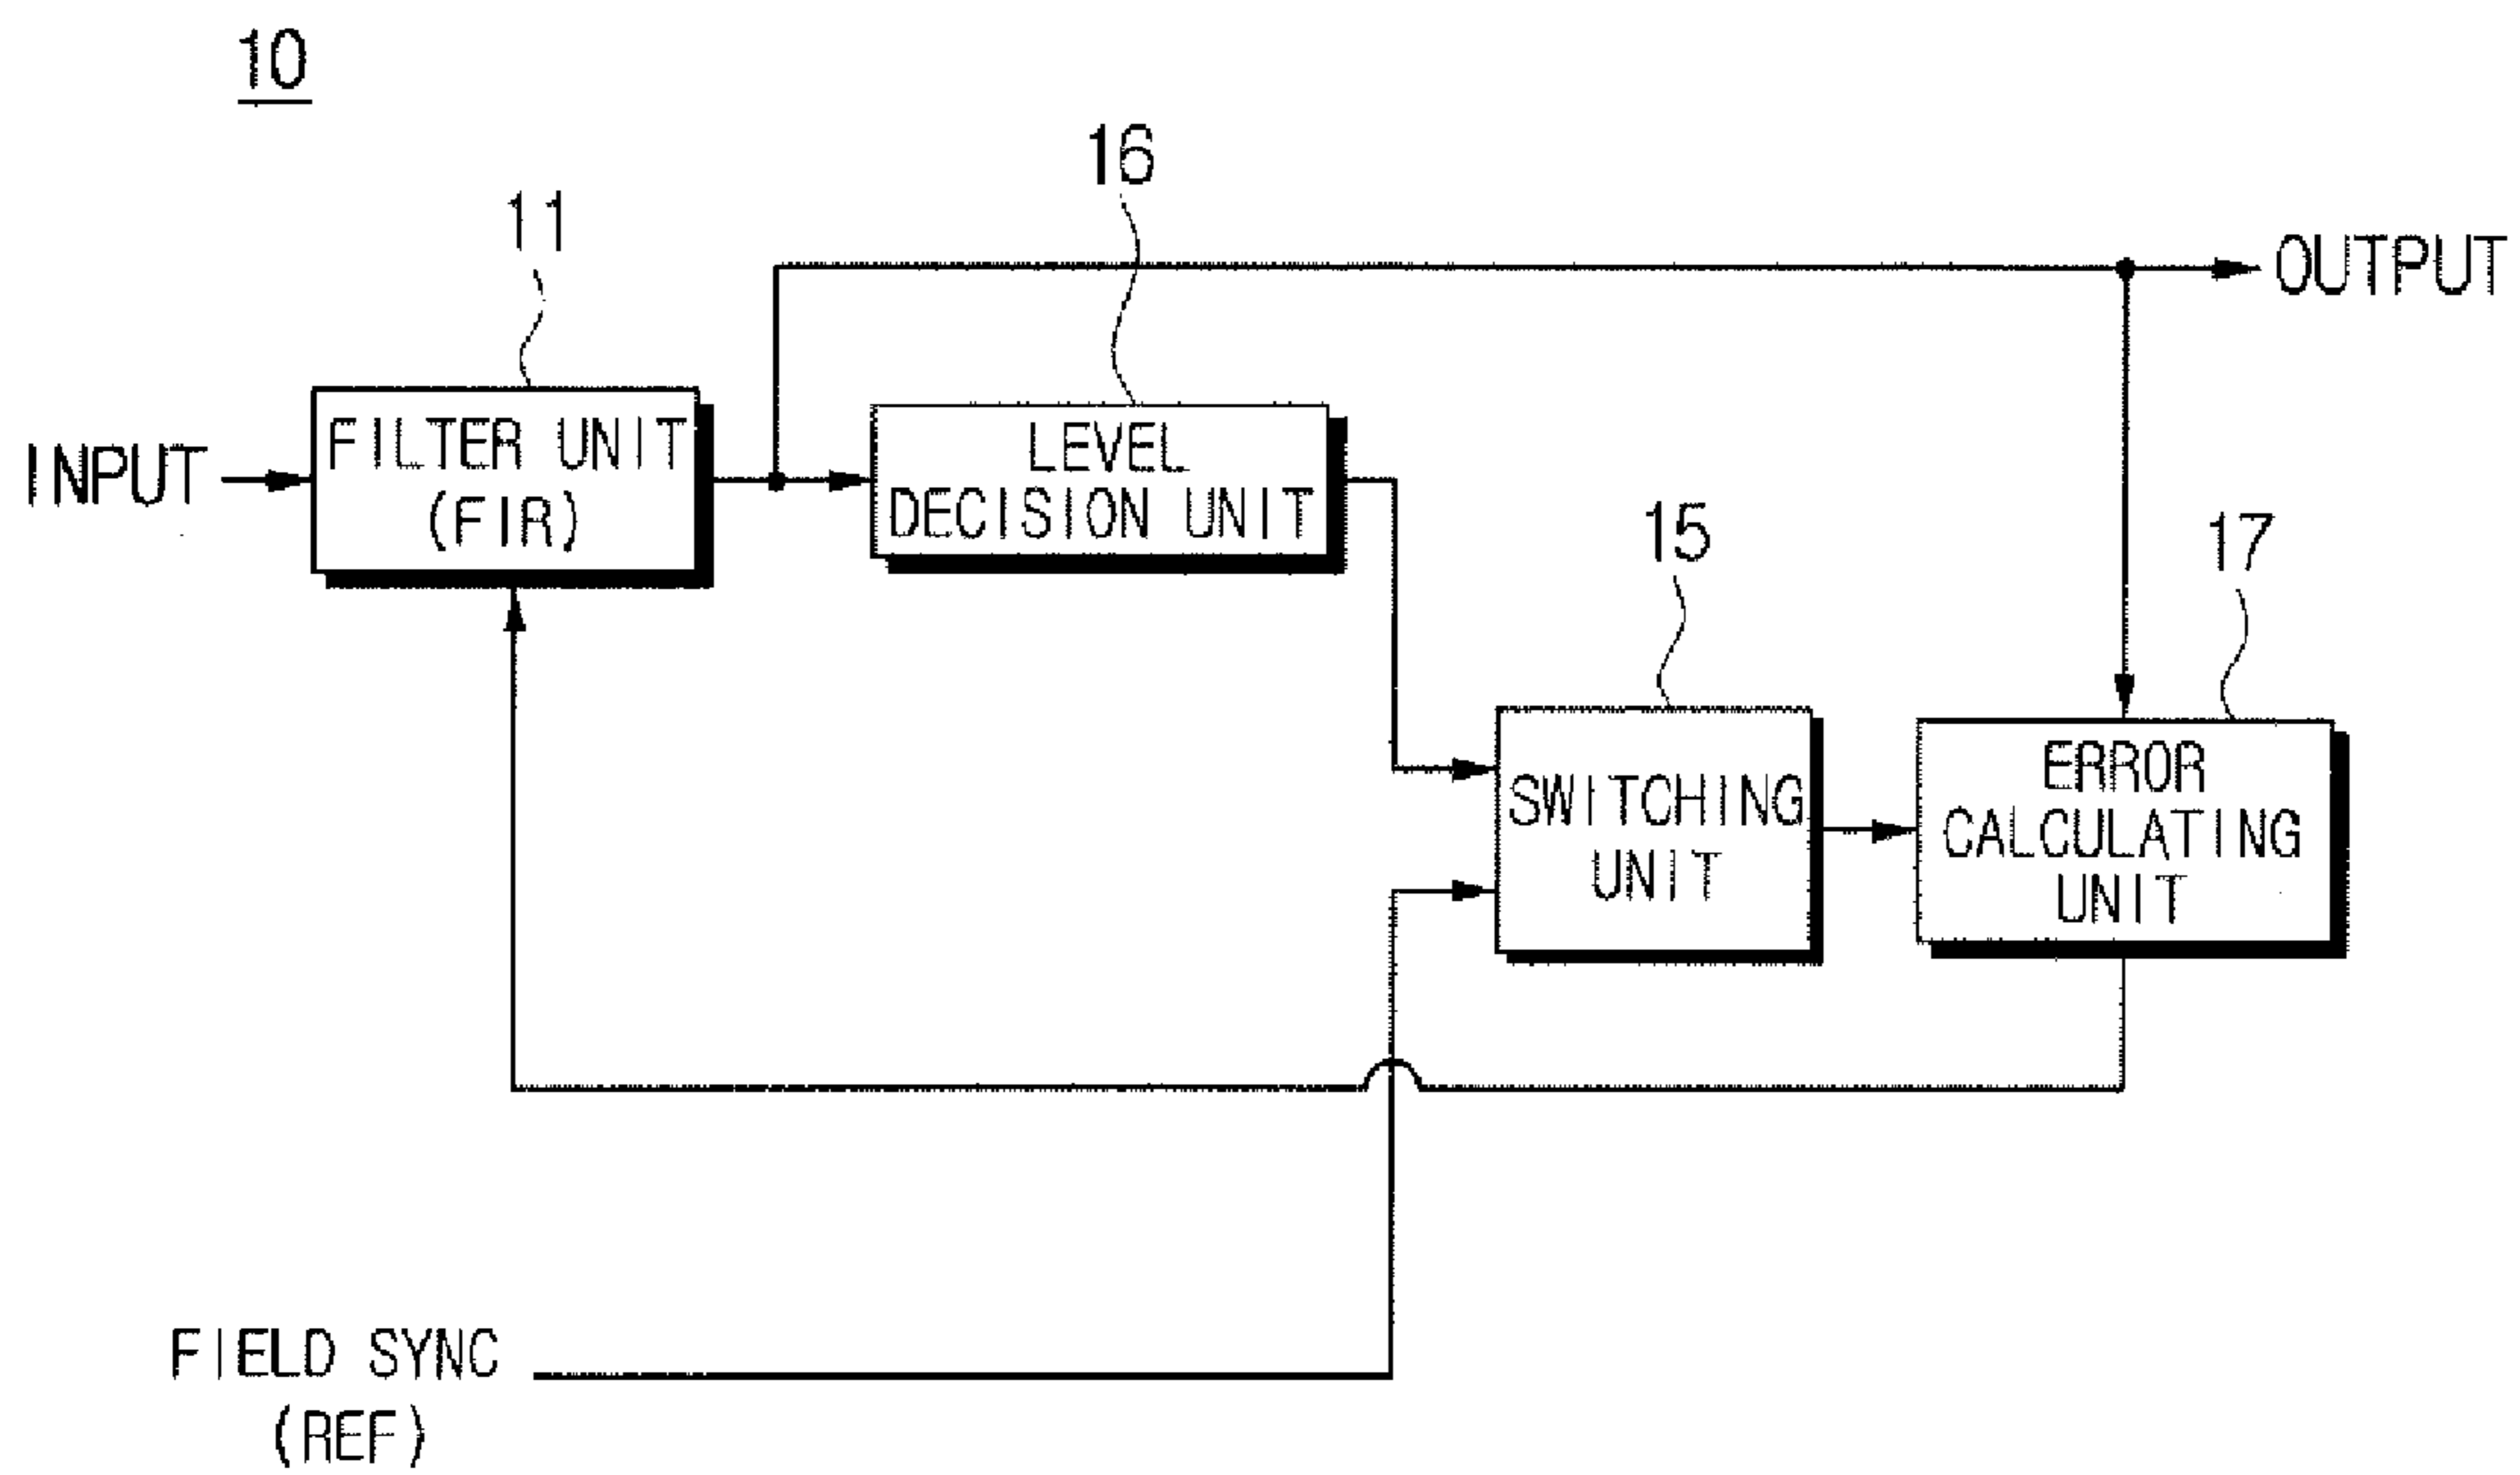 10
16
11
OUTPUT
INPUT
FILTER UNIT
(FIR)
LEVEL
DECISION UNIT
15
17
SWITCHING
UNIT
ERROR
CALCULATING
UNIT
FIELD SYNC
(REF)